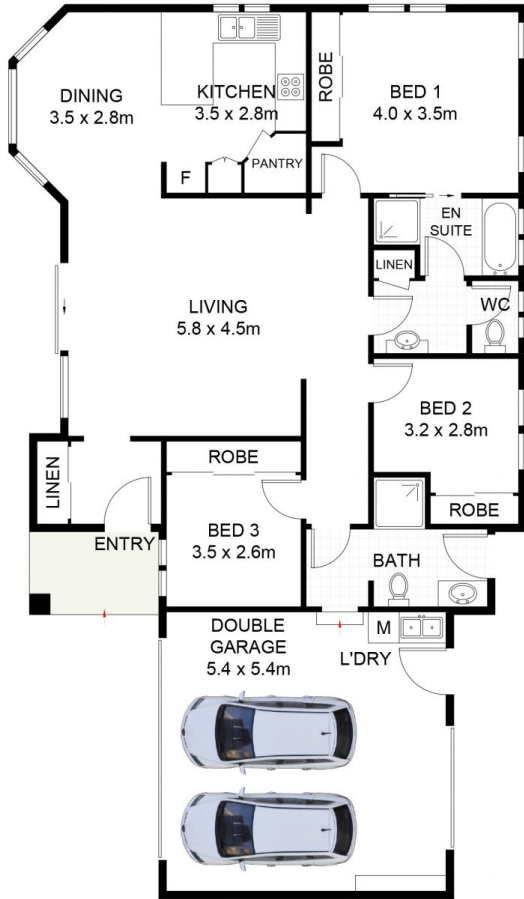 DINING
3.5 x 2.8m
KITCHEN
3.5 x 2.8m
ROBE
BED 1
4.0 x 3.5m
F
PANTRY
EN
SUITE
LINEN
WC
LIVING
5.8 x 4.5m
BED 2
3.2 x 2.8m
ROBE
LINEN
ROBE
ENTRY
BED 3
3.5 x 2.6m
BATH
DOUBLE
GARAGE
5.4 x 5.4m
M
L'DRY